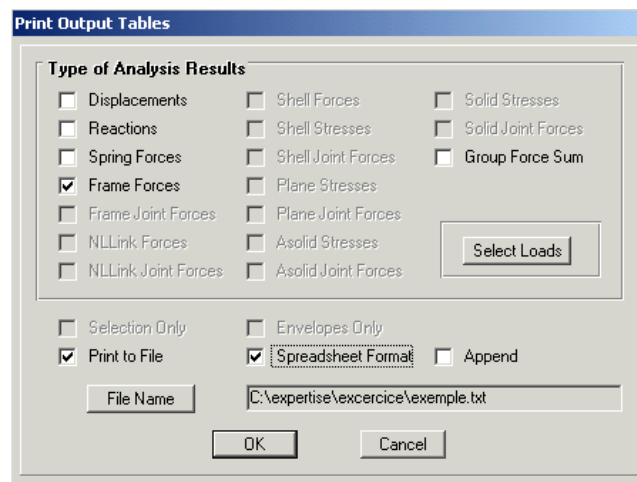 Print Output Tables
Type of Analysis Results
Displacements Shell Forces Solid Stresses
Reactions Shell Stresses Solid Joint Forces
Spring Forces Shell Joint Forces Group Force Sum
Frame Forces Plane Stresses
Frame Joint Forces Plane Joint Forces
NLLink Forces Asolid Stresses Select Loads
NLLink Joint Forces Asolid Joint Forces
Selection Only Envelopes Only
Print to File Spreadsheet Format Append
File Name C:\expertise\excercice\exemple.txt
OK Cancel